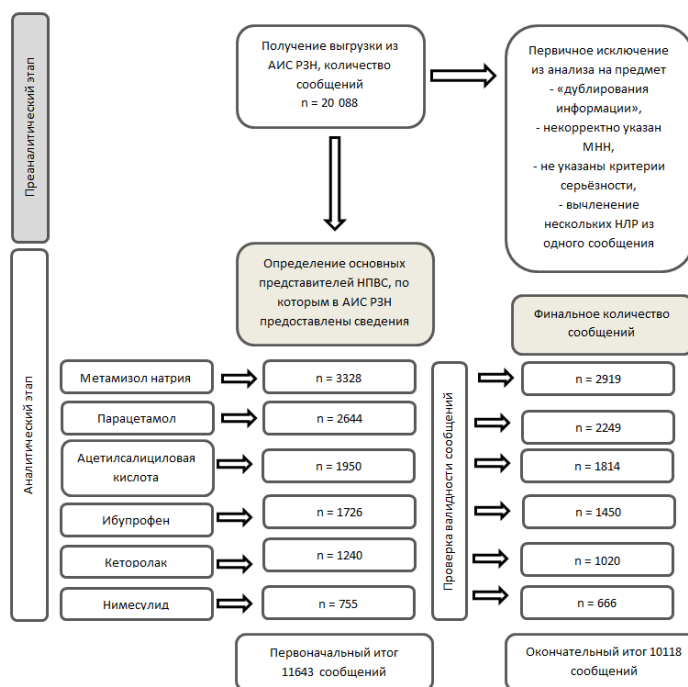 Преаналитический этап
Получение выгрузки из
АИС РЗН, количество
сообщений
n = 20 088
Первичное исключение
из анализа на предмет
- «дублирования
информации»,
- некорректно указан
МНН,
- не указаны критерии
серьёзности,
- вычленение
нескольких НЛР из
одного сообщения
Аналитический этап
Определение основных
представителей НПВС, по
которым в АИС РЗН
предоставлены сведения
Финальное количество
сообщений
Метамизол натрия
n = 3328
Проверка валидности сообщений
n = 2919
Парацетамол
n = 2644
n = 2249
Ацетилсалициловая
кислота
n = 1950
n = 1814
Ибупрофен
n = 1726
n = 1450
Кеторолак
n = 1240
n = 1020
Нимесулид
n = 755
n = 666
Первоначальный итог
11643 сообщений
Окончательный итог 10118
сообщений